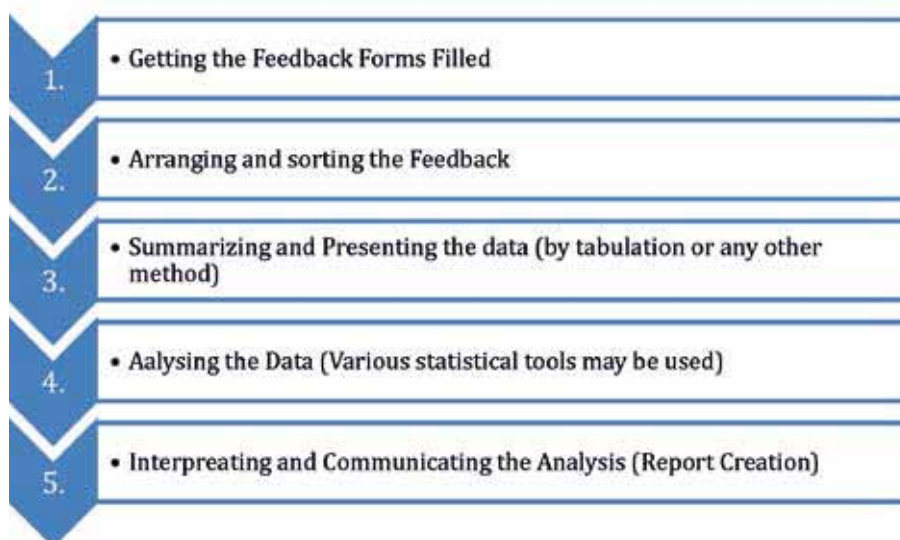 1.
• Getting the Feedback Forms Filled
2.
• Arranging and sorting the Feedback
3.
• Summarizing and Presenting the data (by tabulation or any other
method)
4.
• Aalysing the Data (Various statistical tools may be used)
5.
• Interpreating and Communicating the Analysis (Report Creation)